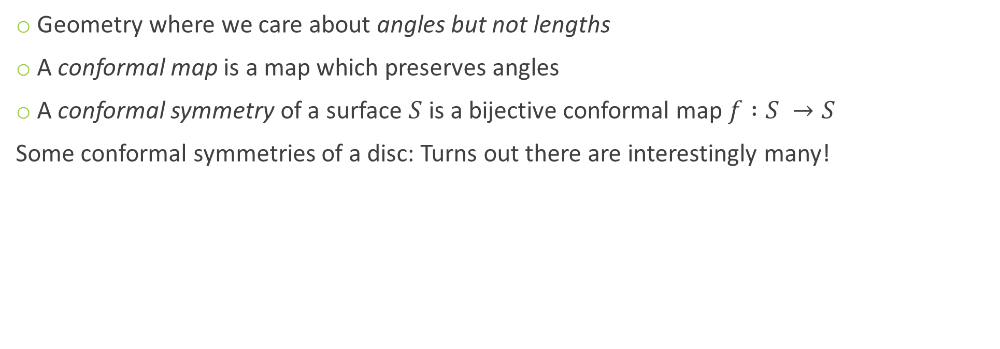 ○ Geometry where we care about angles but not lengths
○ A conformal map is a map which preserves angles
○ A conformal symmetry of a surface 𝑆 is a bijective conformal map 𝑓 : 𝑆 → 𝑆
Some conformal symmetries of a disc: Turns out there are interestingly many!